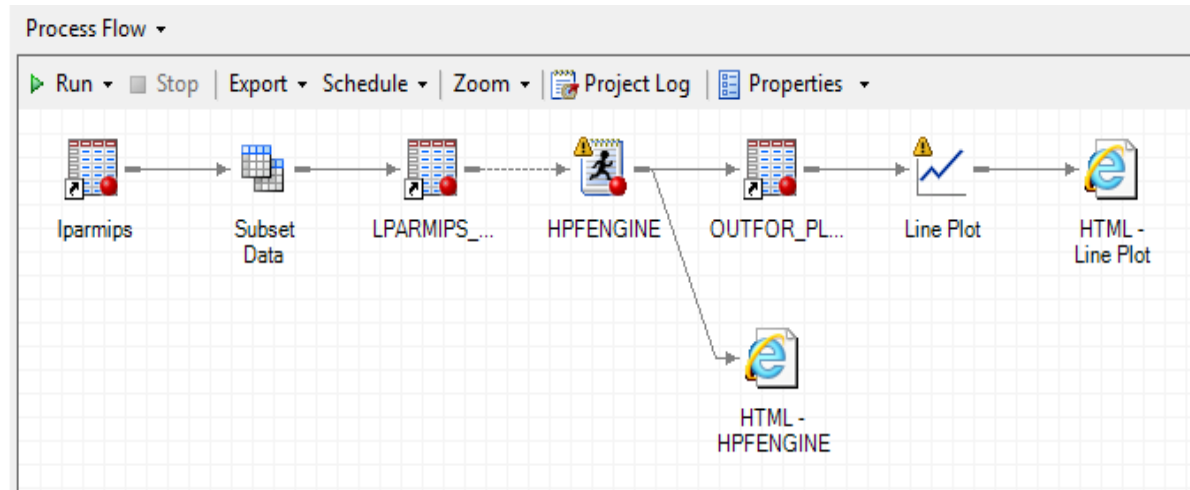 Process Flow
Run Stop Export Schedule Zoom Project Log Properties
lparmips
Subset
Data
LPARMIPS_...
HPFENGINE
OUTFOR_PL...
Line Plot
HTML -
Line Plot
HTML -
HPFENGINE